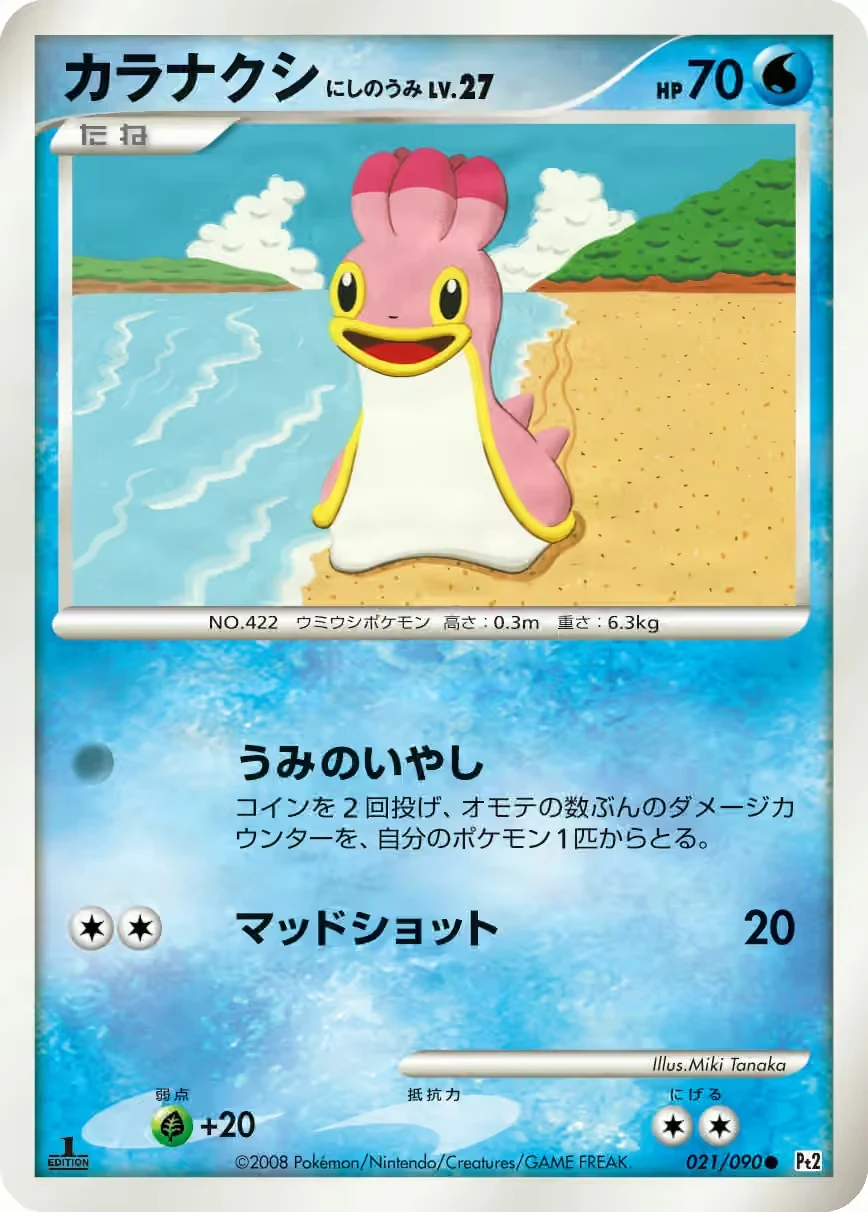 カラナクシ にしのうみ LV.27 HP 70
たね
NO.422 ウミウシポケモン 高さ:0.3m 重さ:6.3kg
うみのいやし
コインを2回投げ、オモテの数ぶんのダメージカ
ウンターを、自分のポケモン1匹からとる。
マッドショット 20
Illus.Miki Tanaka
弱点 抵抗力 にげる
+20
1 EDITION ©2008 Pokémon/Nintendo/Creatures/GAME FREAK. 021/090● Pt2